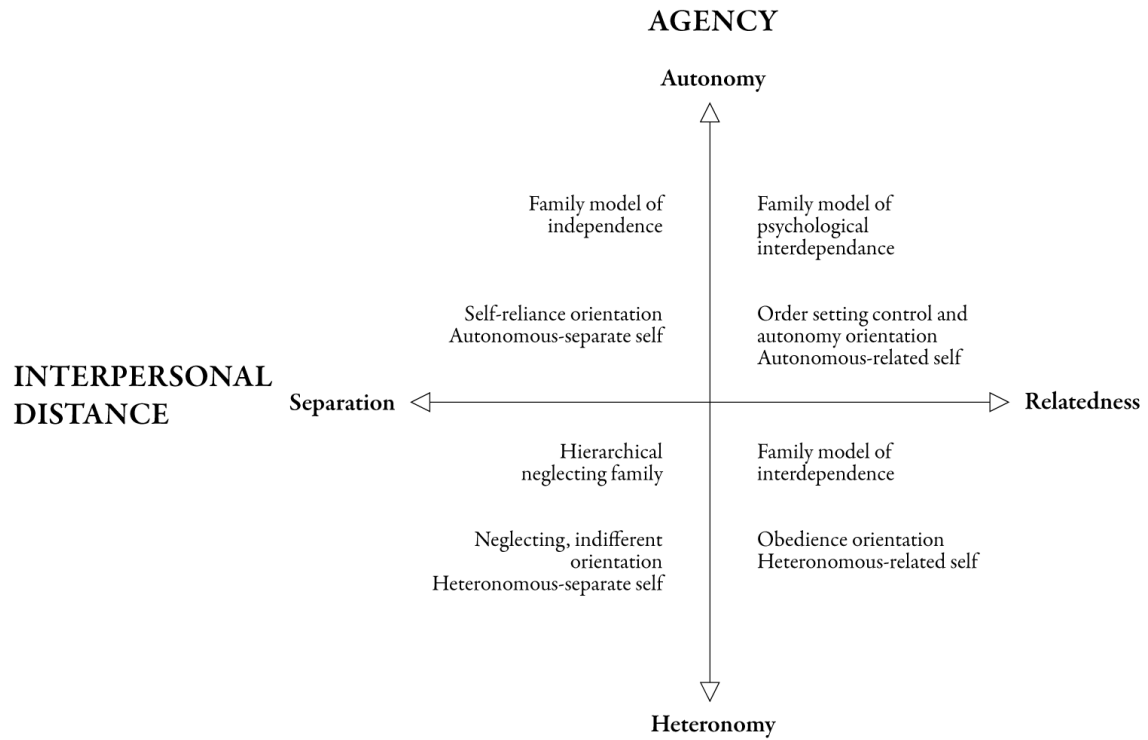 AGENCY
Autonomy
Family model of
independence
Family model of
psychological
interdependance
Self-reliance orientation
Autonomous-separate self
Order setting control and
autonomy orientation
Autonomous-related self
INTERPERSONAL
DISTANCE
Separation
Relatedness
Hierarchical
neglecting family
Family model of
interdependence
Neglecting, indifferent
orientation
Heteronomous-separate self
Obedience orientation
Heteronomous-related self
Heteronomy